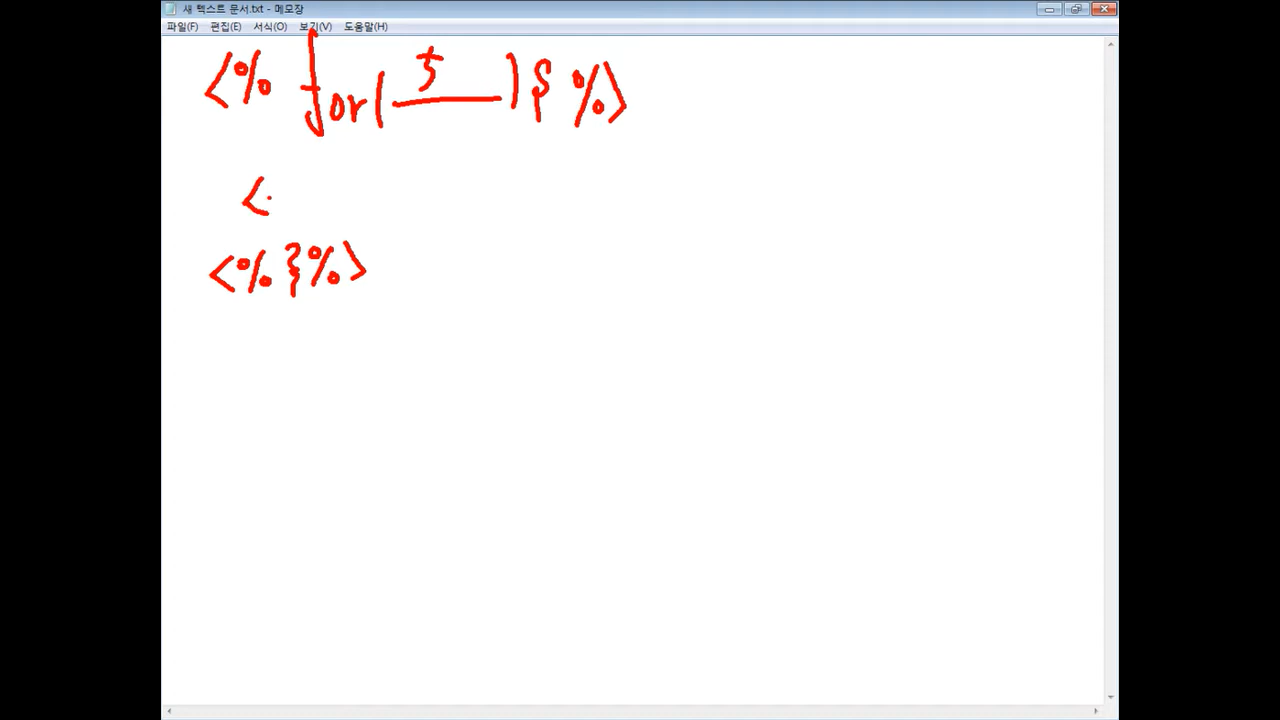 새 텍스트 문서.txt - 메모장
파일(F) 편집(E) 서식(O) 보기(V) 도움말(H)
<% for( 5 ) { %>
<
<% } %>